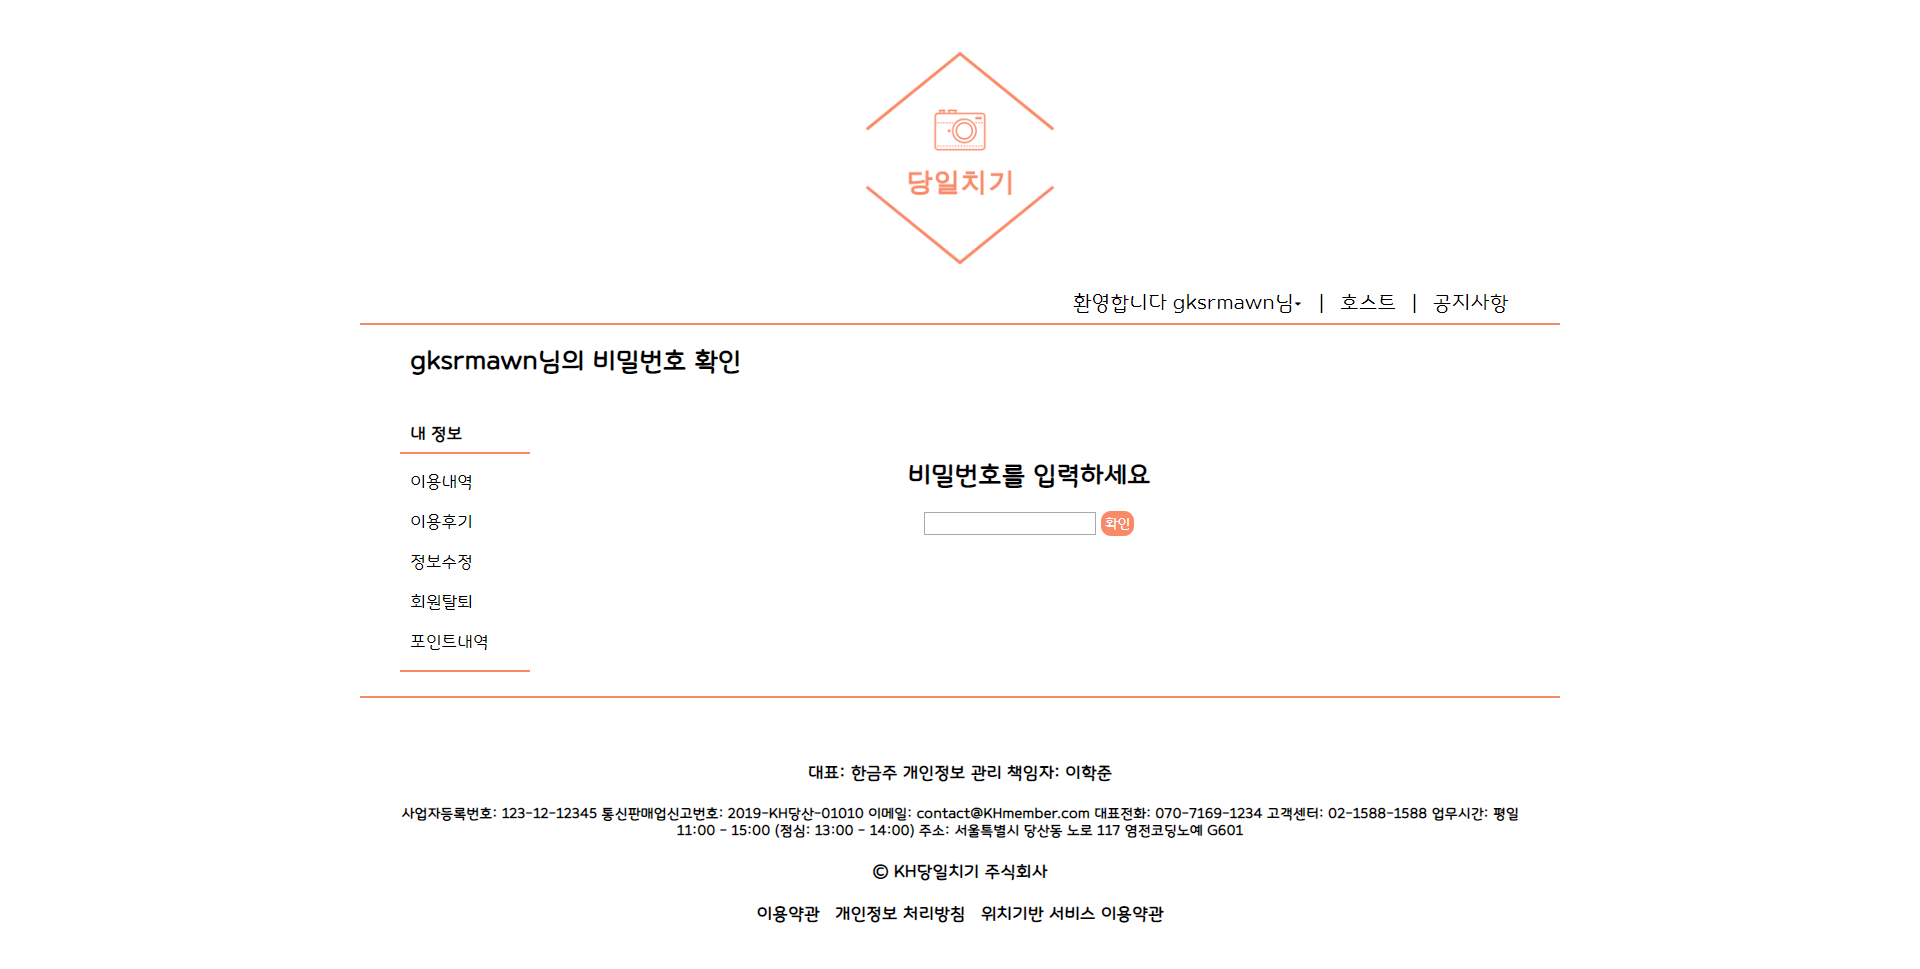 당일치기
환영합니다 gksrmawn님 | 호스트 | 공지사항
gksrmawn님의 비밀번호 확인
내 정보
이용내역
이용후기
정보수정
회원탈퇴
포인트내역
비밀번호를 입력하세요
확인
대표: 한금주 개인정보 관리 책임자: 이학준
사업자등록번호: 123-12-12345 통신판매업신고번호: 2019-KH당산-01010 이메일: contact@KHmember.com 대표전화: 070-7169-1234 고객센터: 02-1588-1588 업무시간: 평일
11:00 - 15:00 (점심: 13:00 - 14:00) 주소: 서울특별시 당산동 노로 117 염전코딩노예 G601
© KH당일치기 주식회사
이용약관 개인정보 처리방침 위치기반 서비스 이용약관